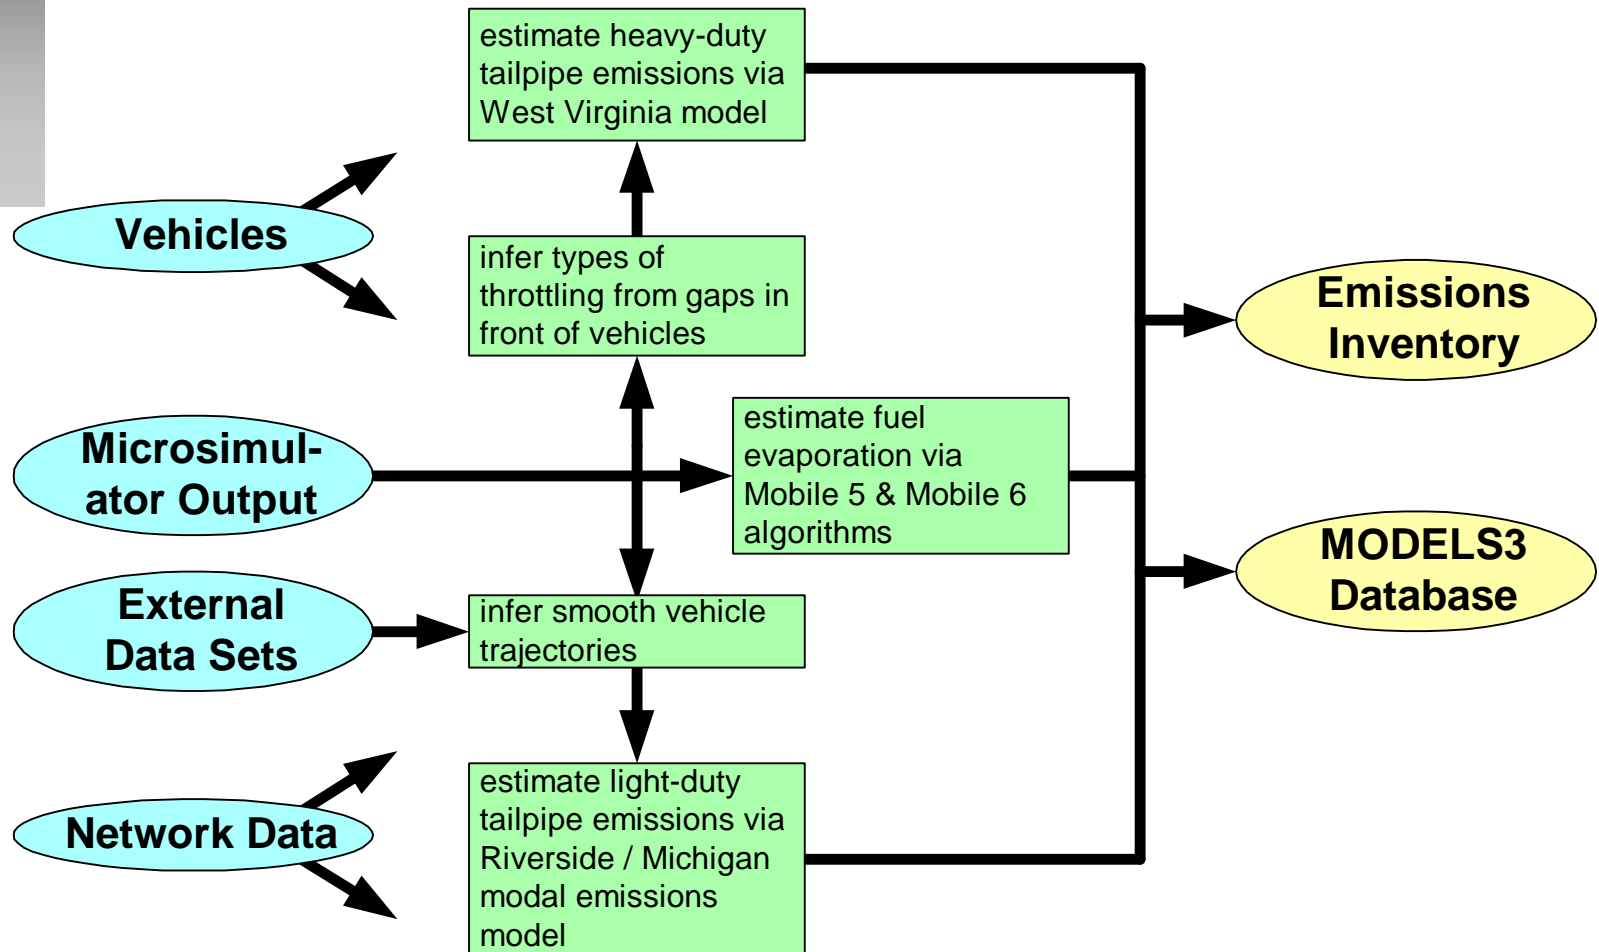 estimate heavy-duty
tailpipe emissions via
West Virginia model
Vehicles
infer types of
throttling from gaps in
front of vehicles
Emissions
Inventory
Microsimul-
ator Output
estimate fuel
evaporation via
Mobile 5 & Mobile 6
algorithms
MODELS3
Database
External
Data Sets
infer smooth vehicle
trajectories
Network Data
estimate light-duty
tailpipe emissions via
Riverside / Michigan
modal emissions
model